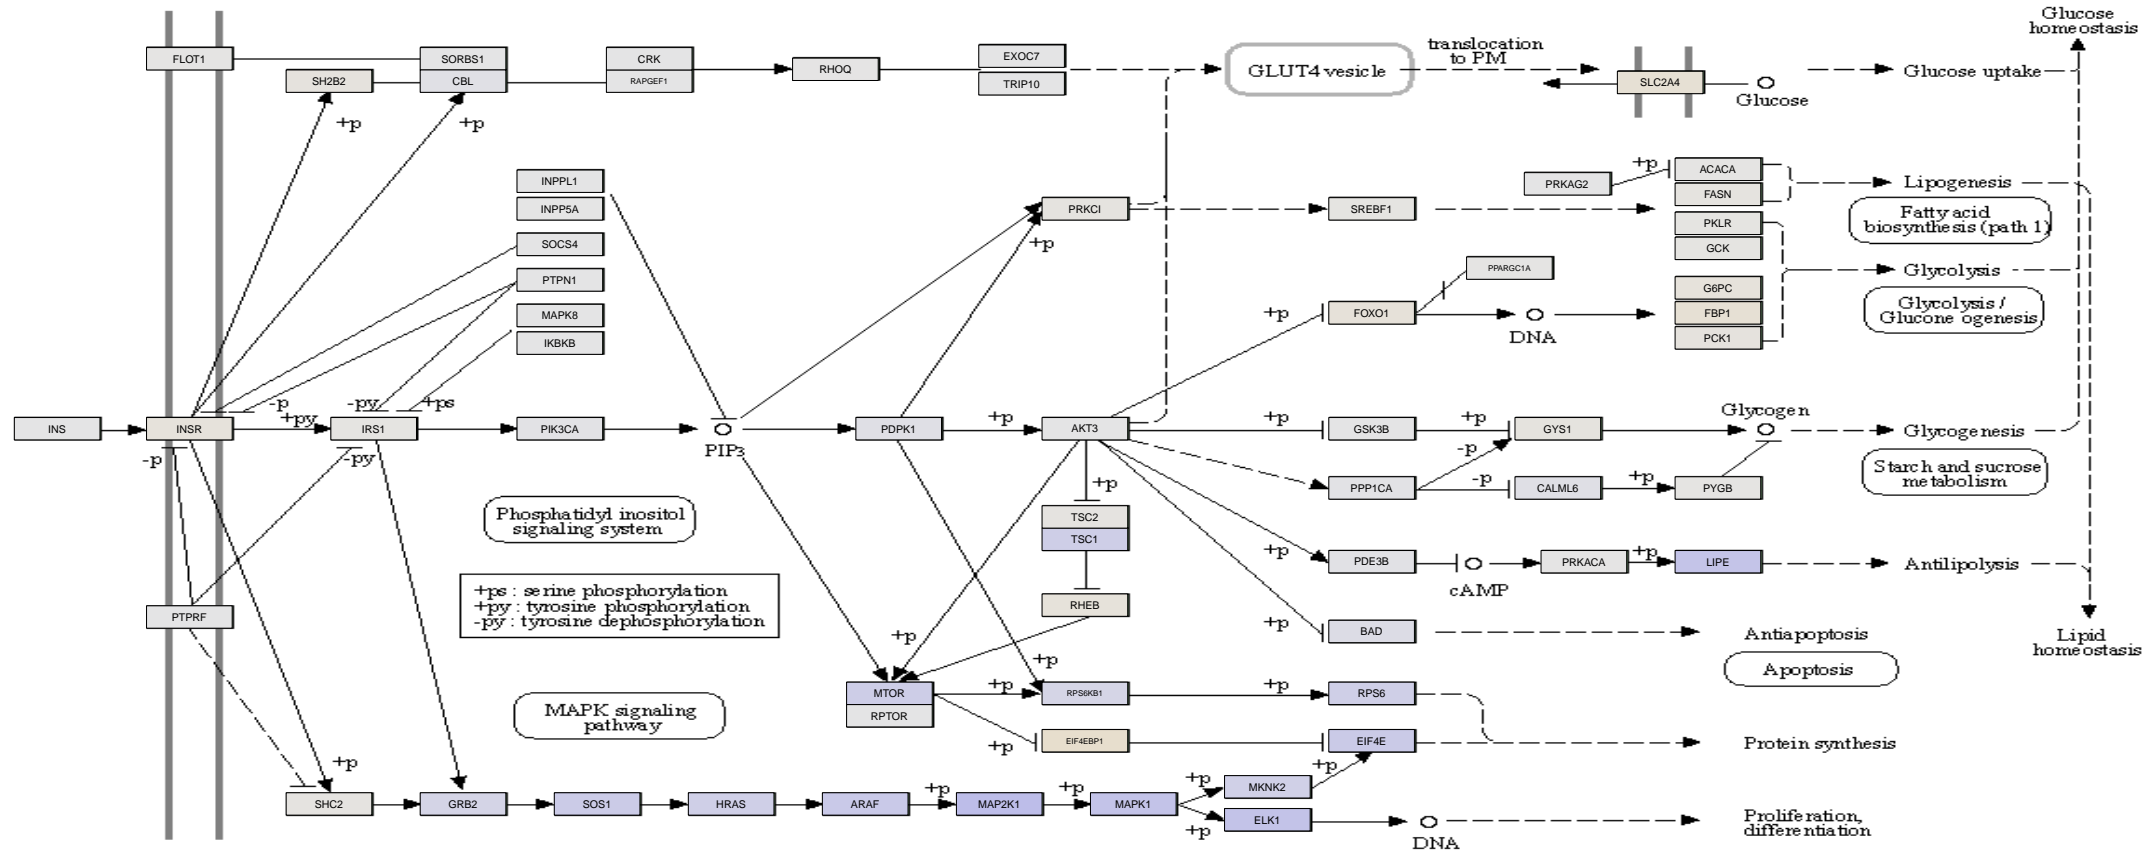 Glucose
homeostasis
FLOT1
SORBS1
CRK
EXOC7
translocation
to PM
SH2B2
CBL
RAPGEF1
RHOQ
TRIP10
GLUT4 vesicle
SLC2A4
Glucose
Glucose uptake
+p
+p
INPPL1
INPP5A
SOCS4
PTPN1
MAPK8
IKBKB
PRKCI
+p
SREBF1
PRKAG2
+p
ACACA
FASN
PKLR
GCK
G6PC
FBP1
PCK1
PPARGC1A
FOXO1
+p
DNA
Lipogenesis
Fatty acid
biosynthesis (path 1)
Glycolysis
Glycolysis /
Glucone ogenesis
INS
INSR
-p
+py
-py
+ps
IRS1
PIK3CA
PIP3
PDPK1
+p
AKT3
+p
GSK3B
+p
-p
GYS1
Glycogen
Glycogenesis
-p
-py
PPP1CA
-p
CALML6
+p
PYGB
Starch and sucrose
metabolism
Phosphatidyl inositol
signaling system
+p
TSC2
TSC1
+p
PDE3B
cAMP
PRKACA
+p
LIPE
Antilipolysis
+ps : serine phosphorylation
+py : tyrosine phosphorylation
-py : tyrosine dephosphorylation
PTPRF
RHEB
+p
+p
BAD
Antiapoptosis
Apoptosis
Lipid
homeostasis
+p
MTOR
RPTOR
+p
RPS6KB1
+p
RPS6
MAPK signaling
pathway
+p
EIF4EBP1
EIF4E
Protein synthesis
+p
+p
SHC2
GRB2
SOS1
HRAS
ARAF
+p
MAP2K1
+p
MAPK1
+p
MKNK2
+p
ELK1
DNA
Proliferation,
differentiation